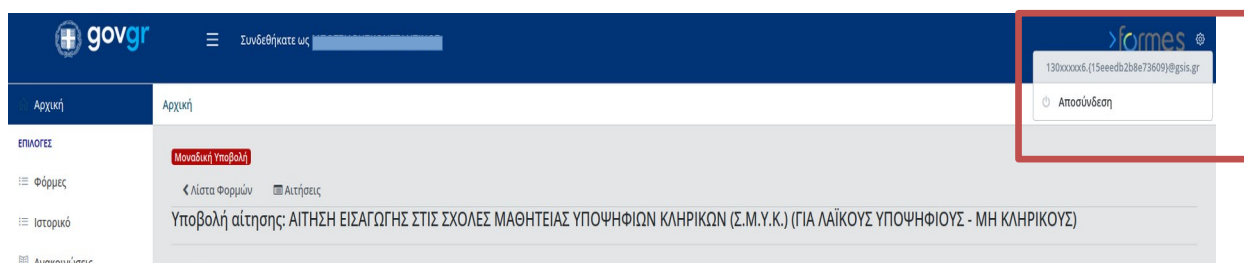 govgr
Συνδεθήκατε ως
>formes
130xxxxx6.(15eeedb2b8e73609)@gsis.gr
Αποσύνδεση
Αρχική
Αρχική
ΕΠΙΛΟΓΕΣ
Μοναδική Υποβολή
Φόρμες
Λίστα Φορμών Αιτήσεις
Ιστορικό
Υποβολή αίτησης: ΑΙΤΗΣΗ ΕΙΣΑΓΩΓΗΣ ΣΤΙΣ ΣΧΟΛΕΣ ΜΑΘΗΤΕΙΑΣ ΥΠΟΨΗΦΙΩΝ ΚΛΗΡΙΚΩΝ (Σ.Μ.Υ.Κ.) (ΓΙΑ ΛΑΪΚΟΥΣ ΥΠΟΨΗΦΙΟΥΣ - ΜΗ ΚΛΗΡΙΚΟΥΣ)
Ανακοινώσεις